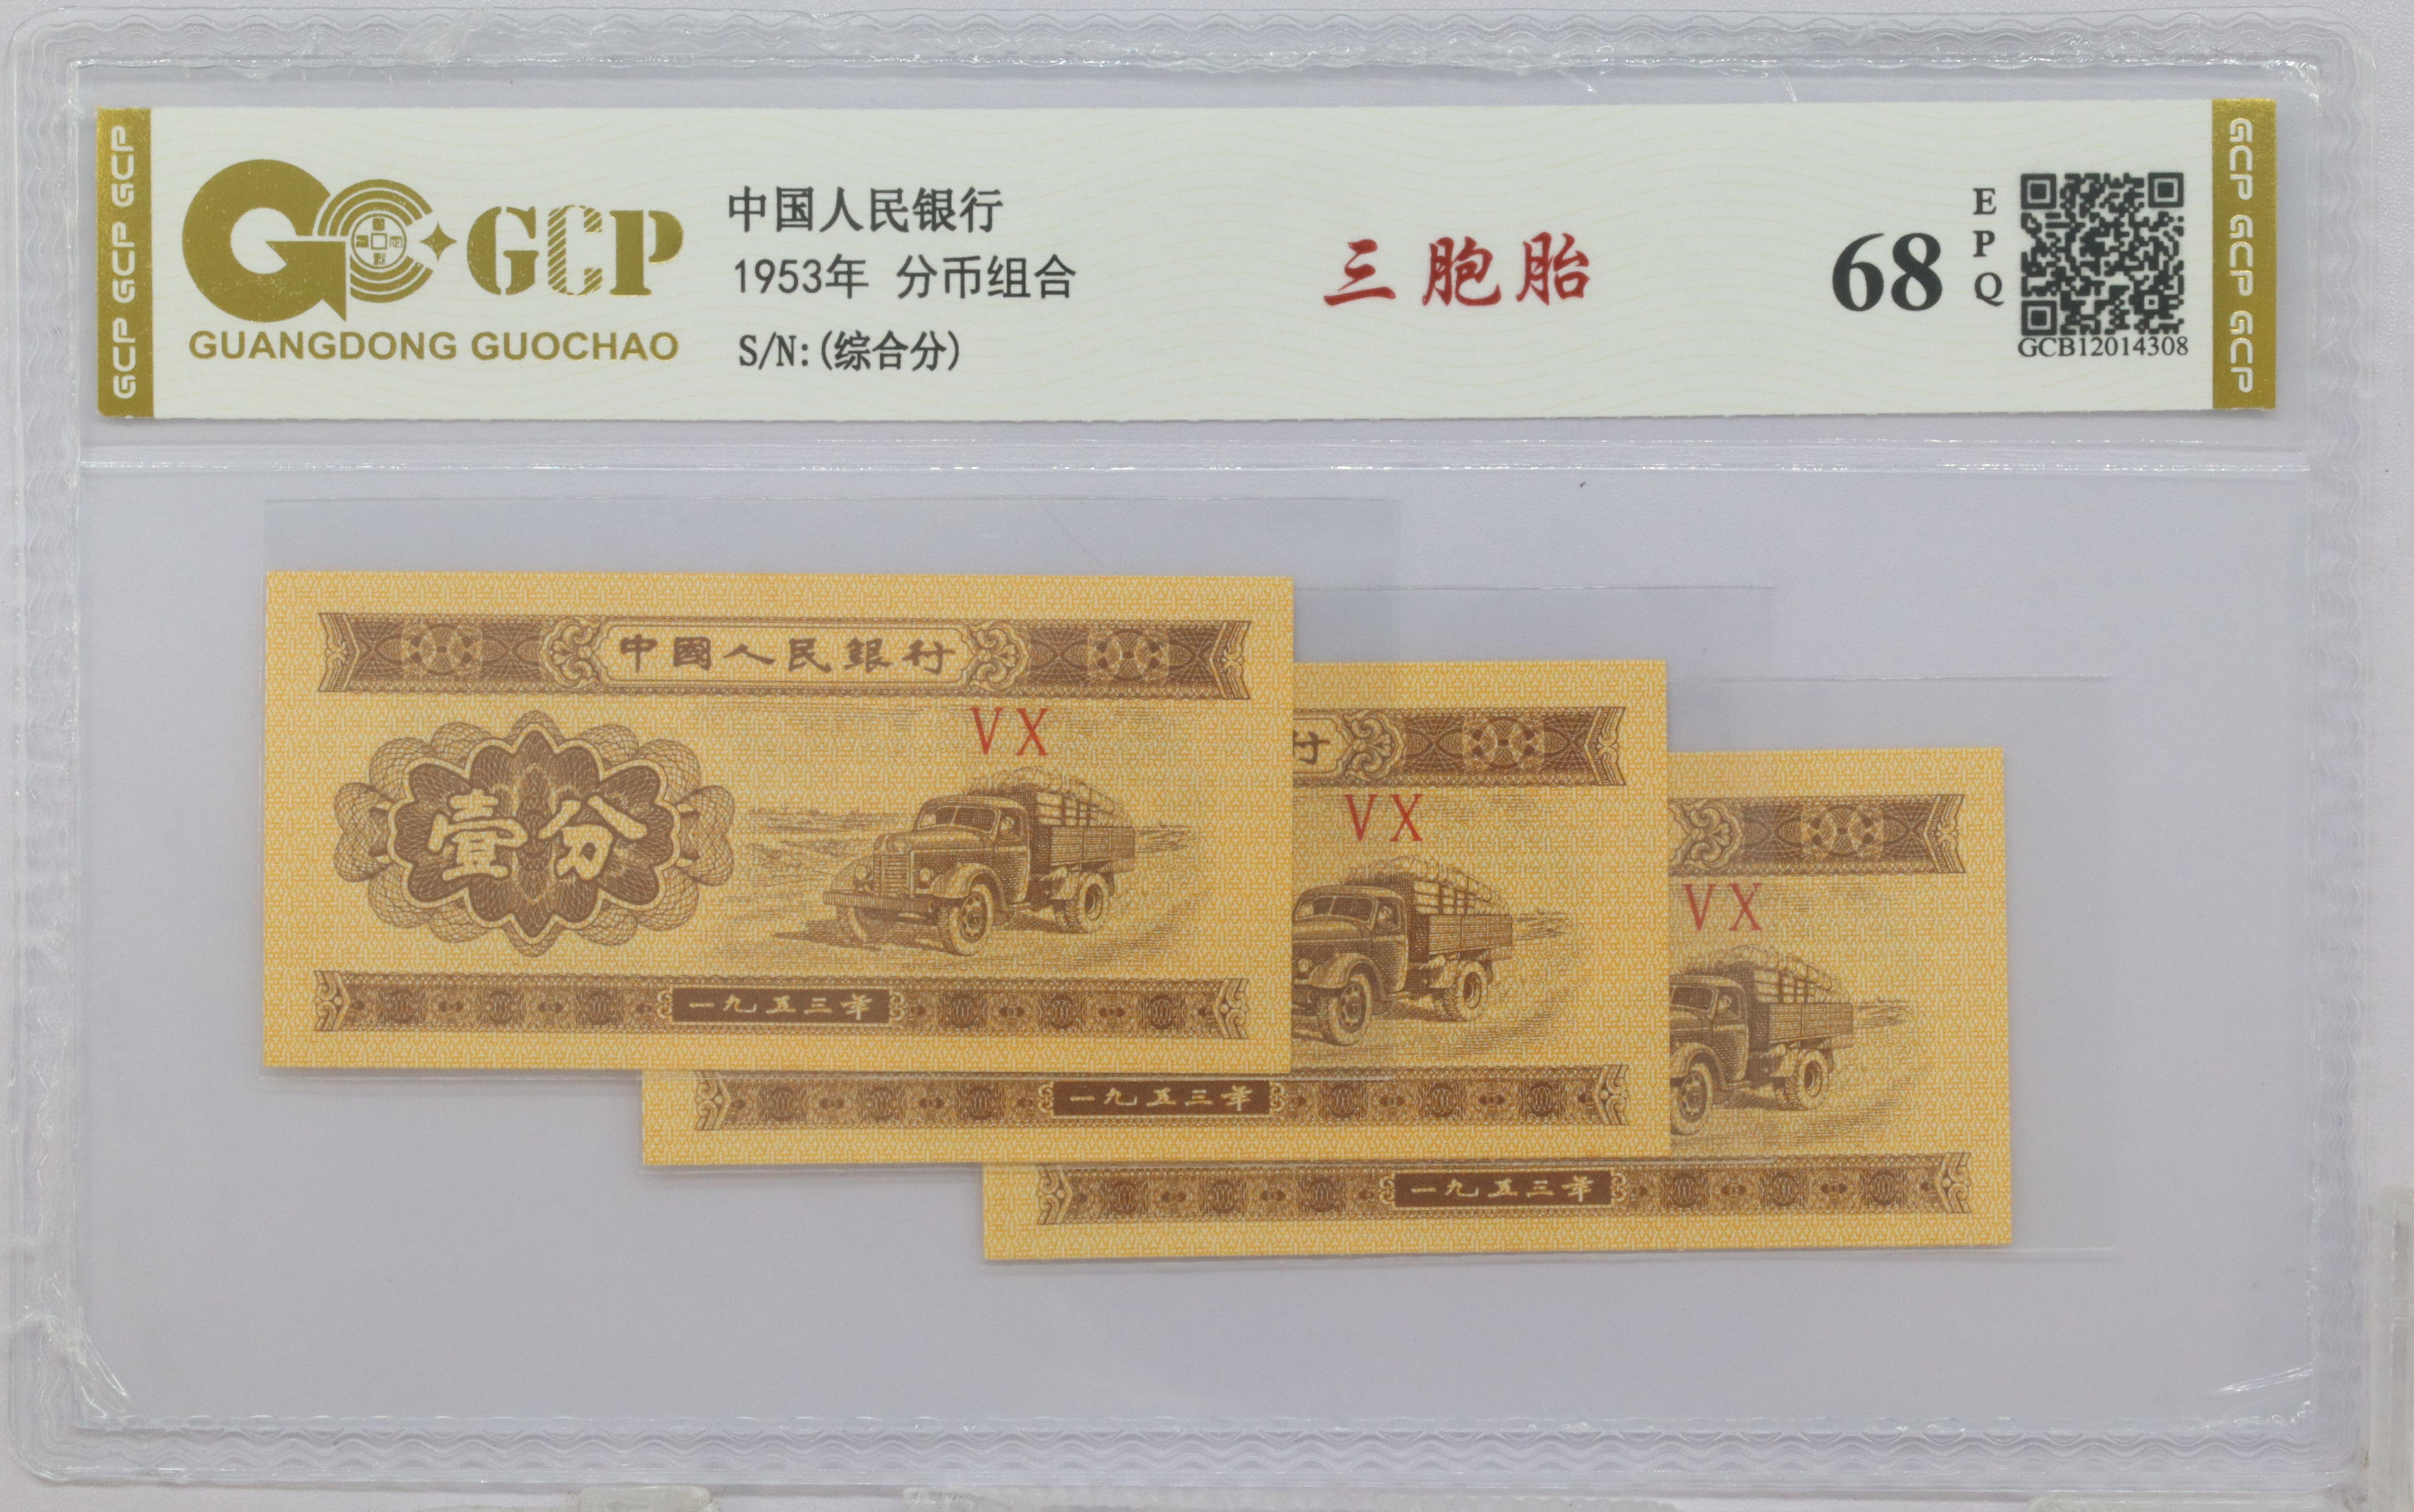 GCP GCP GCP
GCP
GUANGDONG GUOCHAO
中国人民银行
1953年 分币组合
S/N:(综合分)
三胞胎
68
EPQ
GCB12014308
GCP GCP GCP
中國人民銀行
VX
壹分
一九五三年
行
VX
一九五三年
VX
一九五三年